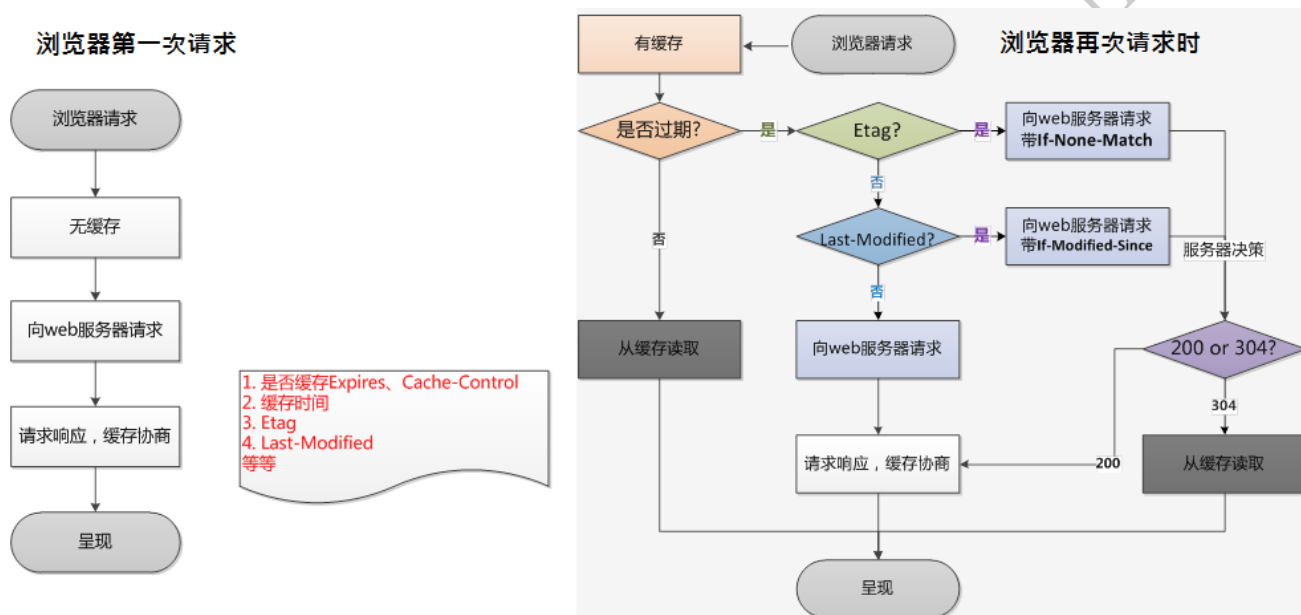 浏览器第一次请求
浏览器请求
无缓存
向web服务器请求
请求响应，缓存协商
呈现
1. 是否缓存Expires、Cache-Control
2. 缓存时间
3. Etag
4. Last-Modified
等等
浏览器再次请求时
浏览器请求
有缓存
是否过期?
是
Etag?
是
向web服务器请求
带If-None-Match
否
否
Last-Modified?
是
向web服务器请求
带If-Modified-Since
服务器决策
否
从缓存读取
向web服务器请求
200 or 304?
304
200
请求响应，缓存协商
从缓存读取
呈现